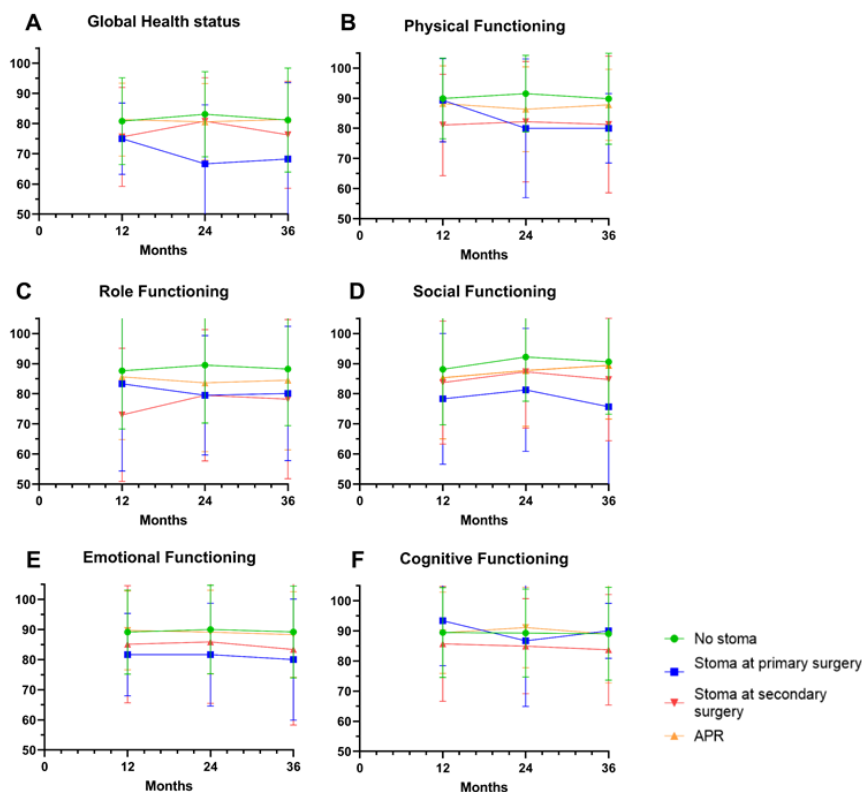 A Global Health status
100
90
80
70
60
50
0 12 24 36
Months
B Physical Functioning
100
90
80
70
60
50
0 12 24 36
Months
C Role Functioning
100
90
80
70
60
50
0 12 24 36
Months
D Social Functioning
100
90
80
70
60
50
0 12 24 36
Months
E Emotional Functioning
100
90
80
70
60
50
0 12 24 36
Months
F Cognitive Functioning
100
90
80
70
60
50
0 12 24 36
Months
No stoma
Stoma at primary surgery
Stoma at secondary
surgery
APR